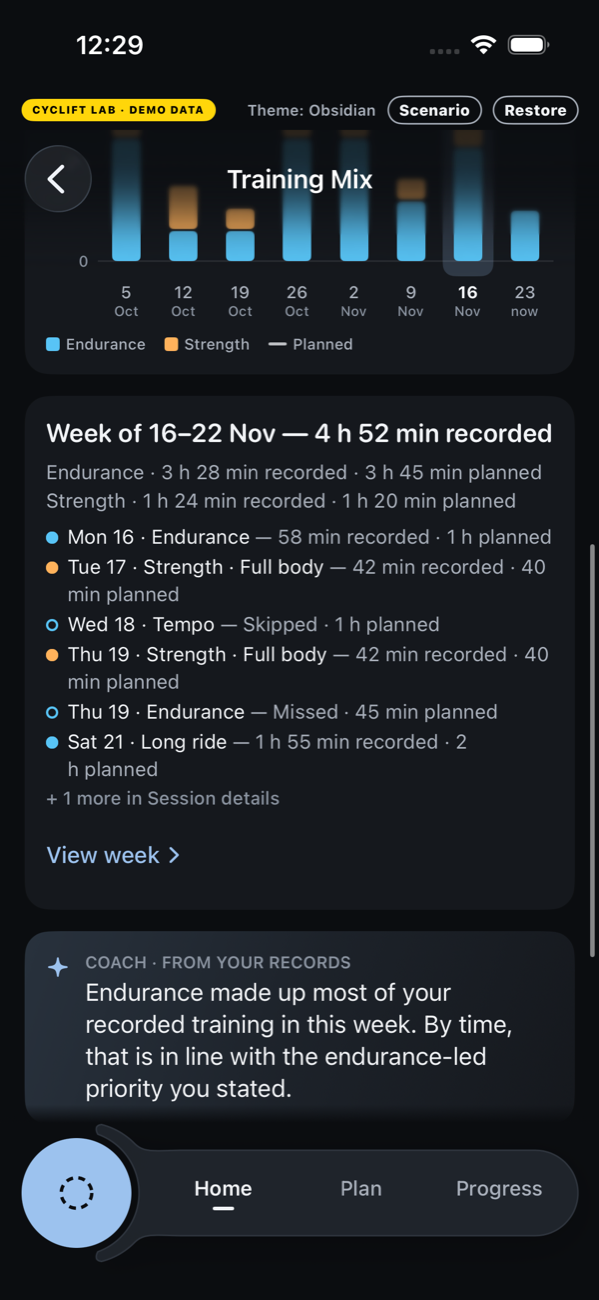 12:29
CYCLIFT LAB · DEMO DATA
Theme: Obsidian
Scenario
Restore
Training Mix
0
5 12 19 26 2 9 16 23
Oct Oct Oct Oct Nov Nov Nov now
Endurance Strength Planned
Week of 16–22 Nov — 4 h 52 min recorded
Endurance · 3 h 28 min recorded · 3 h 45 min planned
Strength · 1 h 24 min recorded · 1 h 20 min planned
Mon 16 · Endurance — 58 min recorded · 1 h planned
Tue 17 · Strength · Full body — 42 min recorded · 40
min planned
Wed 18 · Tempo — Skipped · 1 h planned
Thu 19 · Strength · Full body — 42 min recorded · 40
min planned
Thu 19 · Endurance — Missed · 45 min planned
Sat 21 · Long ride — 1 h 55 min recorded · 2
h planned
+ 1 more in Session details
View week
COACH · FROM YOUR RECORDS
Endurance made up most of your
recorded training in this week. By time,
that is in line with the endurance-led
priority you stated.
Home
Plan
Progress